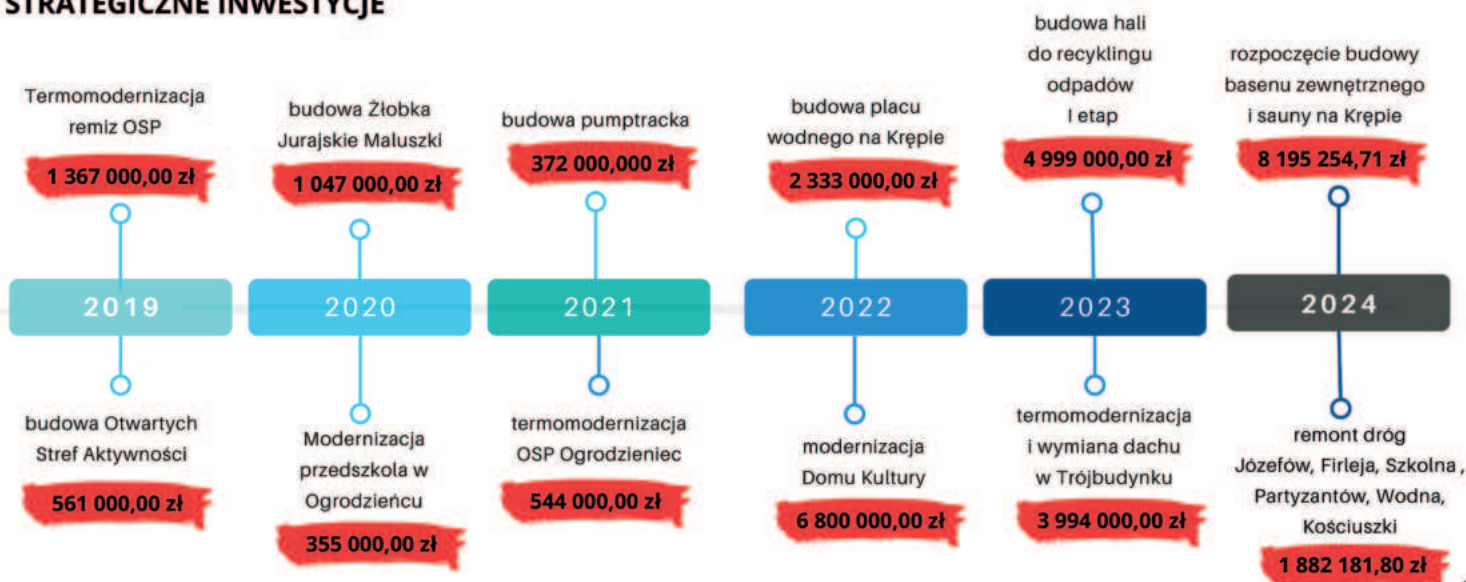 STRATEGICZNE INWESTYCJE
Termomodernizacja
remiz OSP
1 367 000,00 zł
2019
budowa Otwartych
Stref Aktywności
561 000,00 zł
budowa Żłobka
Jurajskie Maluszki
1 047 000,00 zł
2020
Modernizacja
przedszkola w
Ogrodzieńcu
355 000,00 zł
budowa pumptracka
372 000,000 zł
2021
termomodernizacja
OSP Ogrodzieniec
544 000,00 zł
budowa placu
wodnego na Krępie
2 333 000,00 zł
2022
modernizacja
Domu Kultury
6 800 000,00 zł
budowa hali
do recyklingu
odpadów
I etap
4 999 000,00 zł
2023
termomodernizacja
i wymiana dachu
w Trójbudynku
3 994 000,00 zł
rozpoczęcie budowy
basenu zewnętrznego
i sauny na Krępie
8 195 254,71 zł
2024
remont dróg
Józefów, Firleja, Szkolna ,
Partyzantów, Wodna,
Kościuszki
1 882 181,80 zł